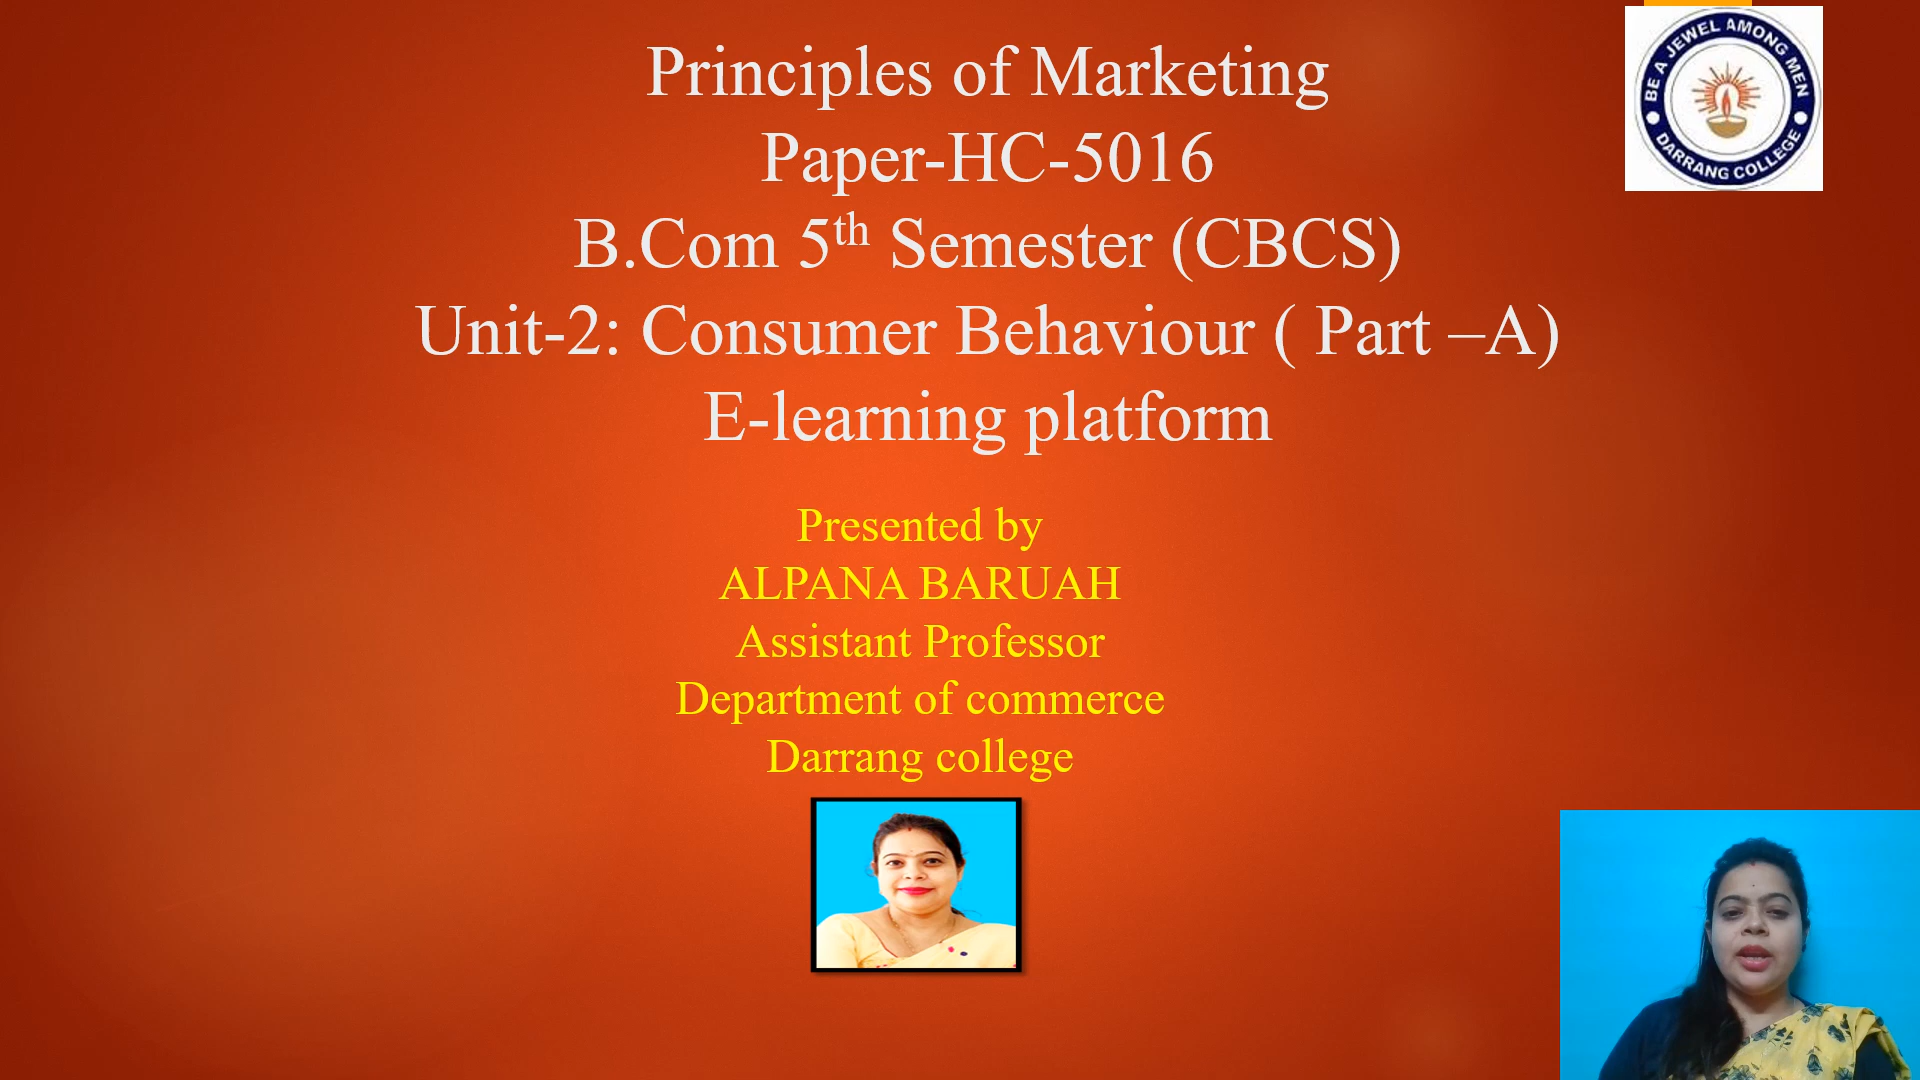 Principles of Marketing
Paper-HC-5016
B.Com 5th Semester (CBCS)
Unit-2: Consumer Behaviour ( Part –A)
E-learning platform
BE A JEWEL AMONG MEN
DARRANG COLLEGE
Presented by
ALPANA BARUAH
Assistant Professor
Department of commerce
Darrang college